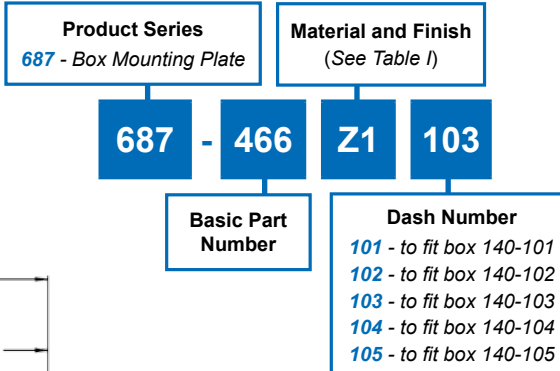 Product Series
687 - Box Mounting Plate
Material and Finish
(See Table I)
687 - 466 Z1 103
Basic Part
Number
Dash Number
101 - to fit box 140-101
102 - to fit box 140-102
103 - to fit box 140-103
104 - to fit box 140-104
105 - to fit box 140-105